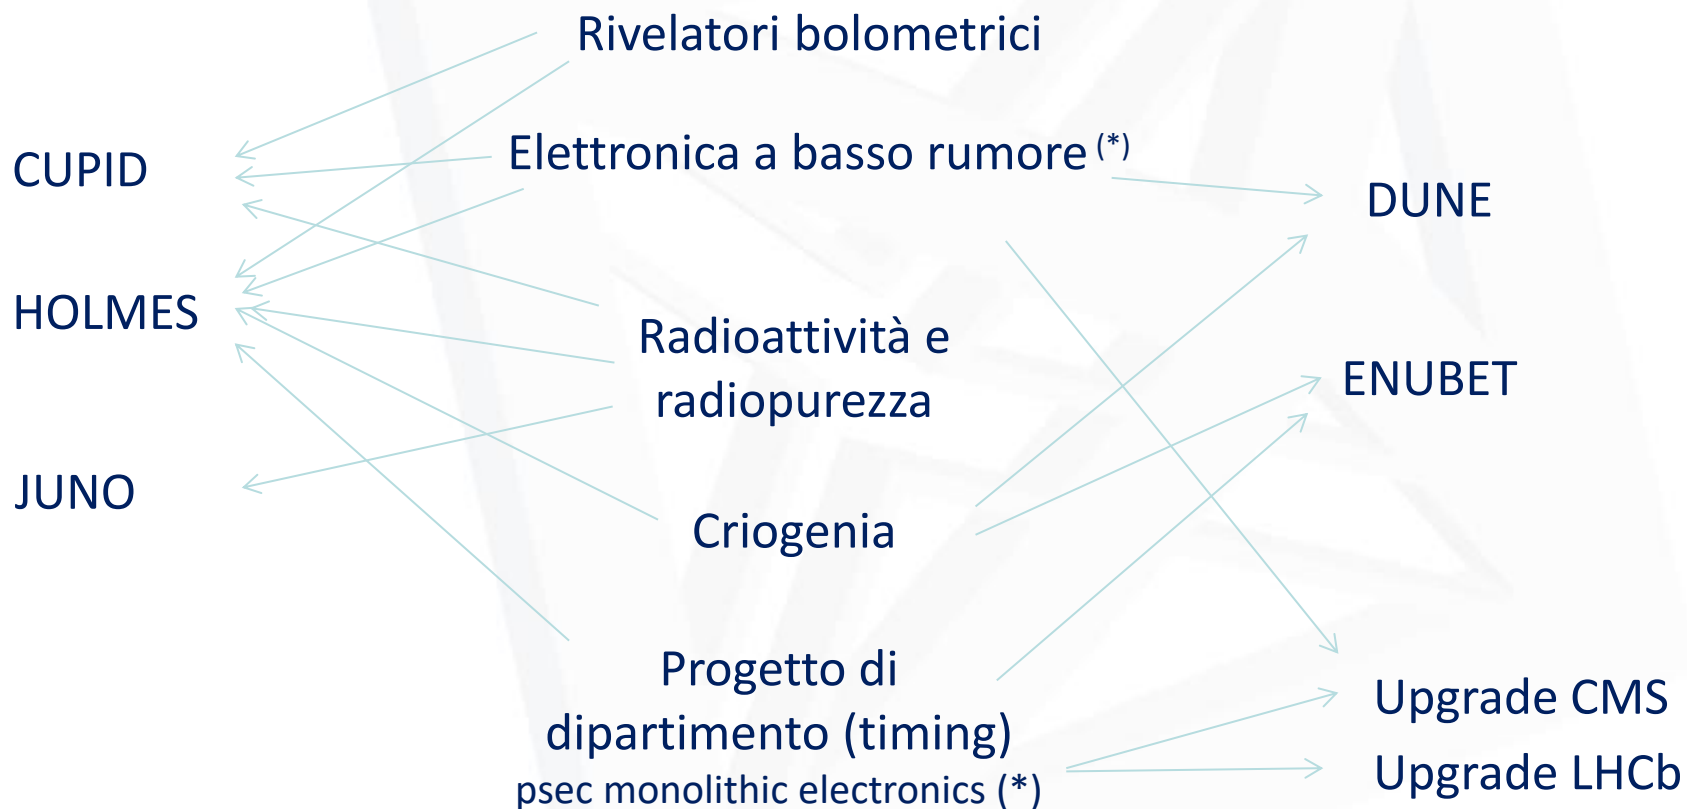 Rivelatori bolometrici
Elettronica a basso rumore (*)
CUPID
DUNE
HOLMES
Radioattività e
radiopurezza
ENUBET
JUNO
Criogenia
Progetto di
dipartimento (timing)
psec monolithic electronics (*)
Upgrade CMS
Upgrade LHCb